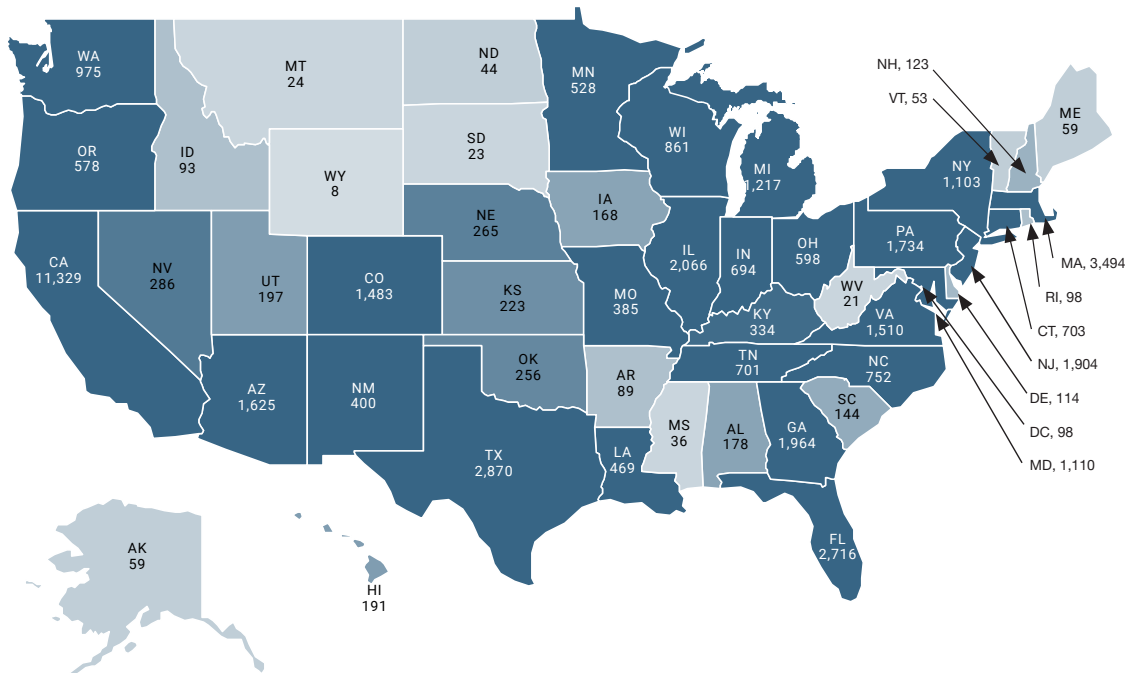 WA
975
MT
24
ND
44
MN
528
NH, 123
VT, 53
ME
59
OR
578
ID
93
WY
8
SD
23
WI
861
MI
1,217
NY
1,103
NE
265
IA
168
PA
1,734
CA
11,329
NV
286
UT
197
CO
1,483
KS
223
IL
2,066
IN
694
OH
598
WV
21
MA, 3,494
RI, 98
MO
385
KY
334
VA
1,510
CT, 703
NJ, 1,904
AZ
1,625
NM
400
OK
256
AR
89
TN
701
NC
752
SC
144
DE, 114
DC, 98
MD, 1,110
TX
2,870
LA
469
MS
36
AL
178
GA
1,964
FL
2,716
AK
59
HI
191